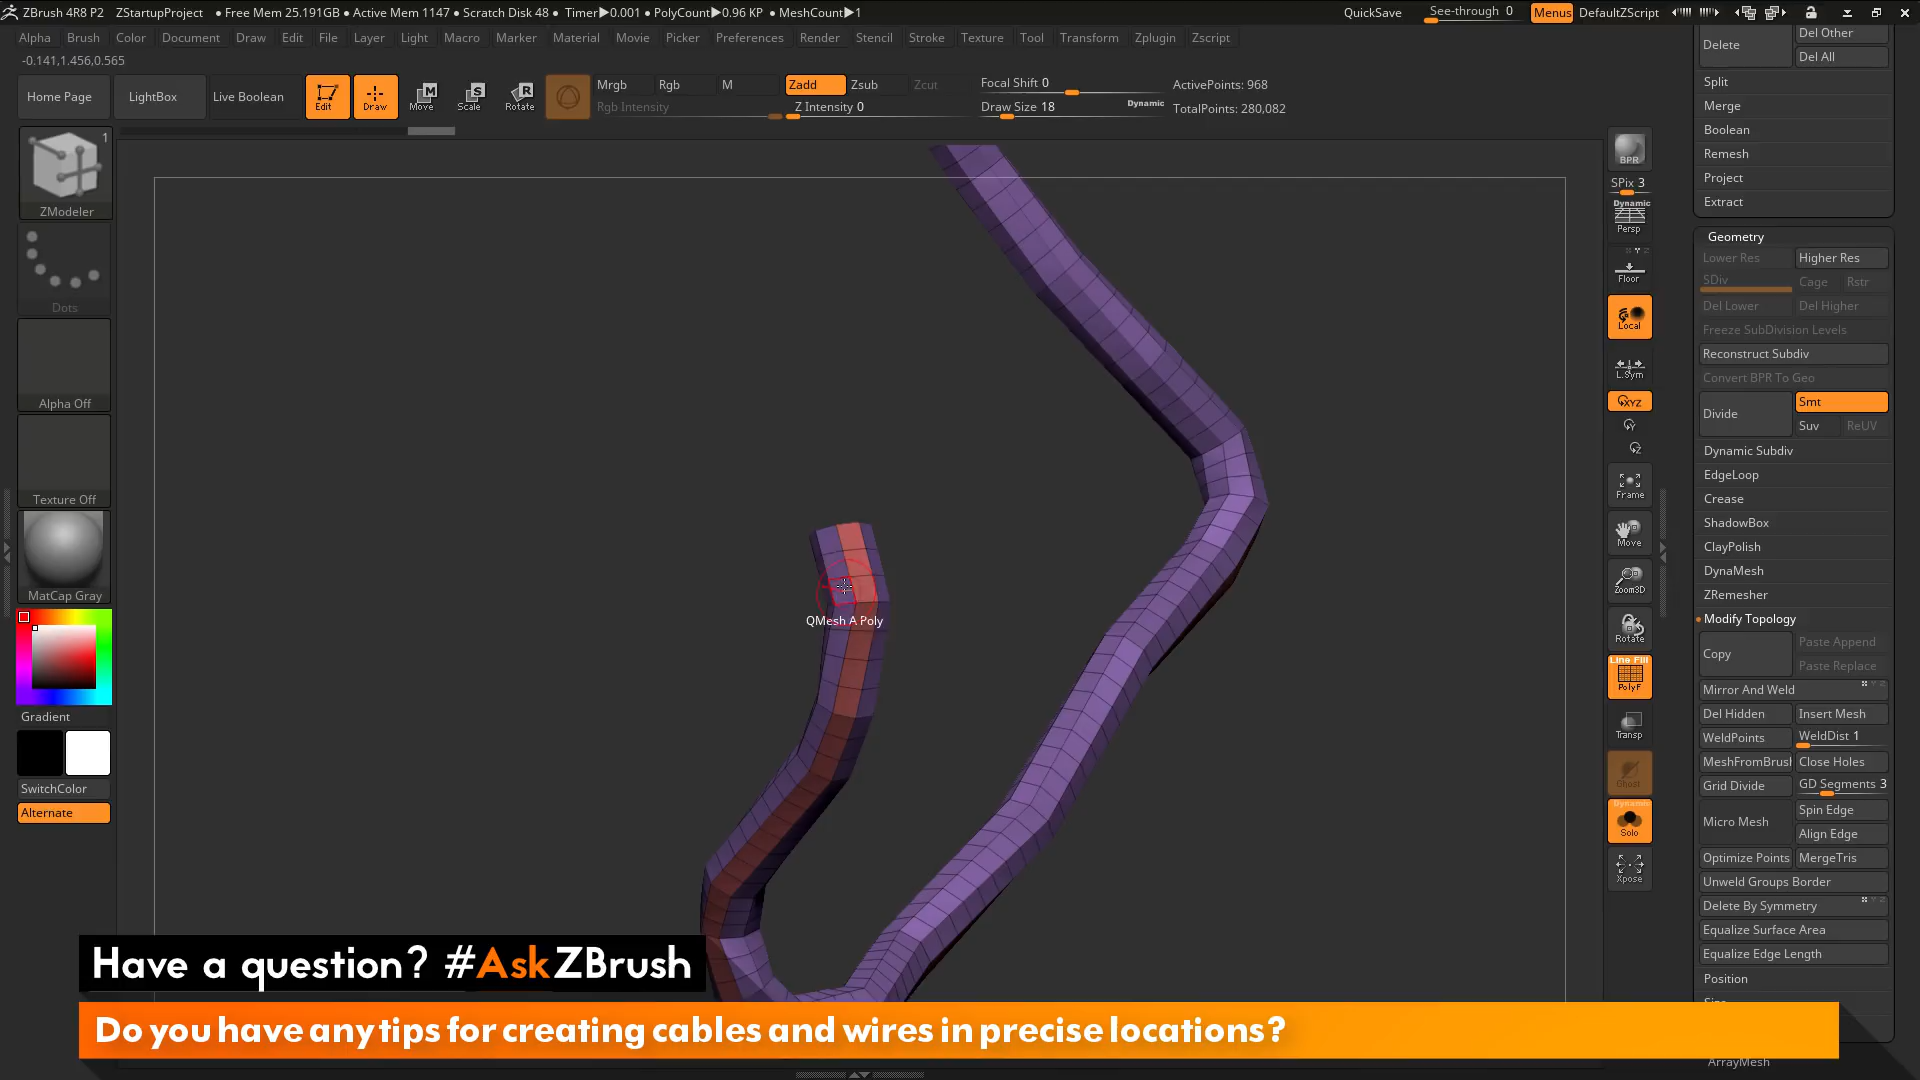 ZBrush 4R8 P2 ZStartupProject • Free Mem 25.191GB • Active Mem 1147 • Scratch Disk 48 • Timer▶0.001 • PolyCount▶0.96 KP • MeshCount▶1 QuickSave See-through 0 Menus DefaultZScript
Alpha Brush Color Document Draw Edit File Layer Light Macro Marker Material Movie Picker Preferences Render Stencil Stroke Texture Tool Transform Zplugin Zscript
-0.141,1.456,0.565
Home Page LightBox Live Boolean Edit Draw Move Scale Rotate
Mrgb Rgb M Zadd Zsub Zcut Focal Shift 0 ActivePoints: 968
Rgb Intensity Z Intensity 0 Draw Size 18 Dynamic TotalPoints: 280,082
1
ZModeler
Dots
Alpha Off
Texture Off
MatCap Gray
Gradient
SwitchColor
Alternate
QMesh A Poly
BPR
SPix 3
Dynamic
Persp
Floor
Local
L.Sym
XYZ
Y
Z
Frame
Move
Zoom3D
Rotate
Line Fill
PolyF
Transp
Ghost
Dynamic
Solo
Xpose
Delete Del Other
Del All
Split
Merge
Boolean
Remesh
Project
Extract
Geometry
Lower Res Higher Res
SDiv Cage Rstr
Del Lower Del Higher
Freeze SubDivision Levels
Reconstruct Subdiv
Convert BPR To Geo
Divide Smt
Suv ReUV
Dynamic Subdiv
EdgeLoop
Crease
ShadowBox
ClayPolish
DynaMesh
ZRemesher
Modify Topology
Copy Paste Append
Paste Replace
Mirror And Weld
Del Hidden Insert Mesh
WeldPoints WeldDist 1
MeshFromBrus Close Holes
Grid Divide GD Segments 3
Micro Mesh Spin Edge
Align Edge
Optimize Points MergeTris
Unweld Groups Border
Delete By Symmetry
Equalize Surface Area
Equalize Edge Length
Position
ArrayMesh
Have a question? #AskZBrush
Do you have any tips for creating cables and wires in precise locations?